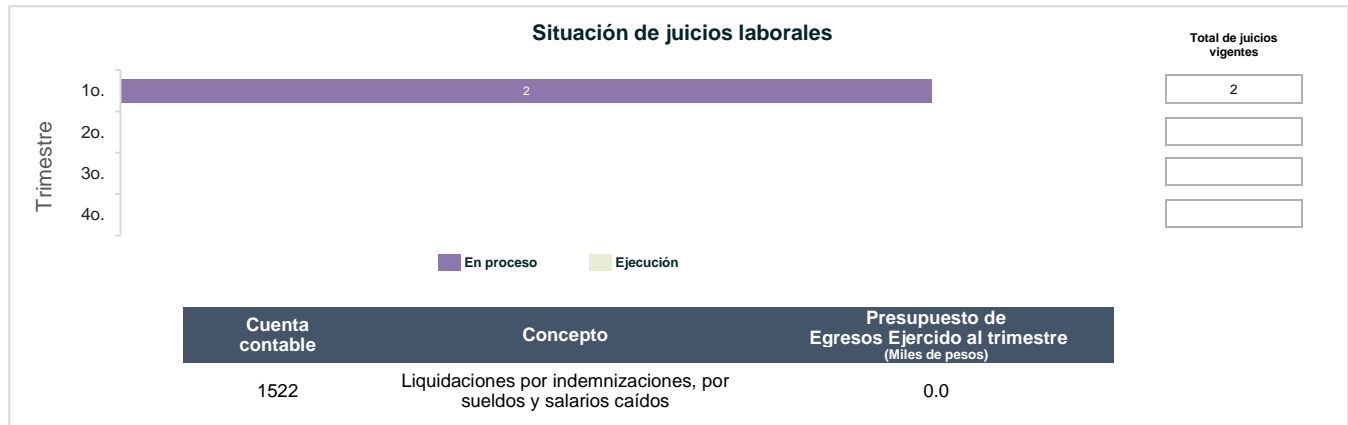 Situación de juicios laborales
Total de juicios
vigentes
Trimestre
1o.
2
2
2o.
3o.
4o.
En proceso
Ejecución
Cuenta
contable
Concepto
Presupuesto de
Egresos Ejercido al trimestre
(Miles de pesos)
1522
Liquidaciones por indemnizaciones, por
sueldos y salarios caídos
0.0